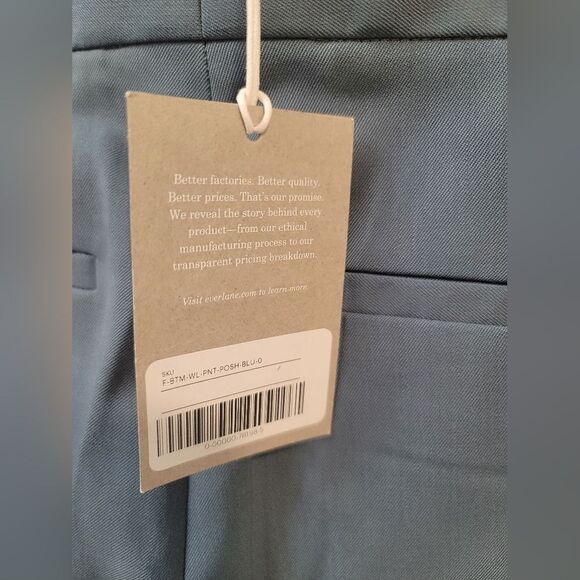 Better factories. Better quality.
Better prices. That's our promise.
We reveal the story behind every
product—from our ethical
manufacturing process to our
transparent pricing breakdown.
Visit everlane.com to learn more.
SKU
F-BTM-WL-PNT-POSH-BLU-0